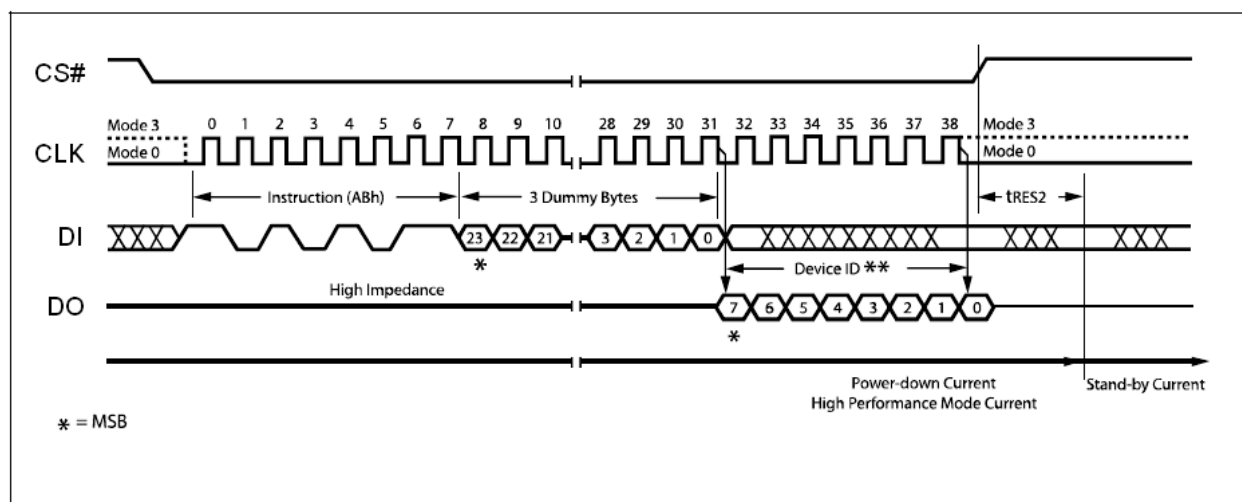 CS#
Mode 3 0 1 2 3 4 5 6 7 8 9 10 28 29 30 31 32 33 34 35 36 37 38 Mode 3
CLK Mode 0 Mode 0
Instruction (ABh) 3 Dummy Bytes tRES2
DI 23 22 21 3 2 1 0
* Device ID **
High Impedance
DO 7 6 5 4 3 2 1 0
*
Power-down Current Stand-by Current
High Performance Mode Current
* = MSB